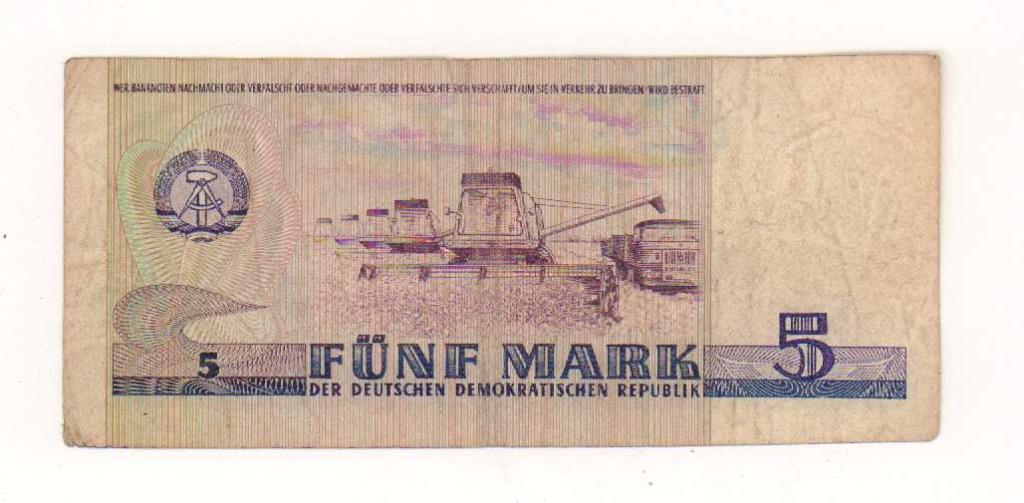 WER BANKNOTEN NACHMACHT ODER VERFÄLSCHT ODER NACHGEMACHTE ODER VERFÄLSCHTE SICH VERSCHAFFT/UM SIE IN VERKEHR ZU BRINGEN/WIRD BESTRAFT
5
FÜNF MARK
5
DER DEUTSCHEN DEMOKRATISCHEN REPUBLIK